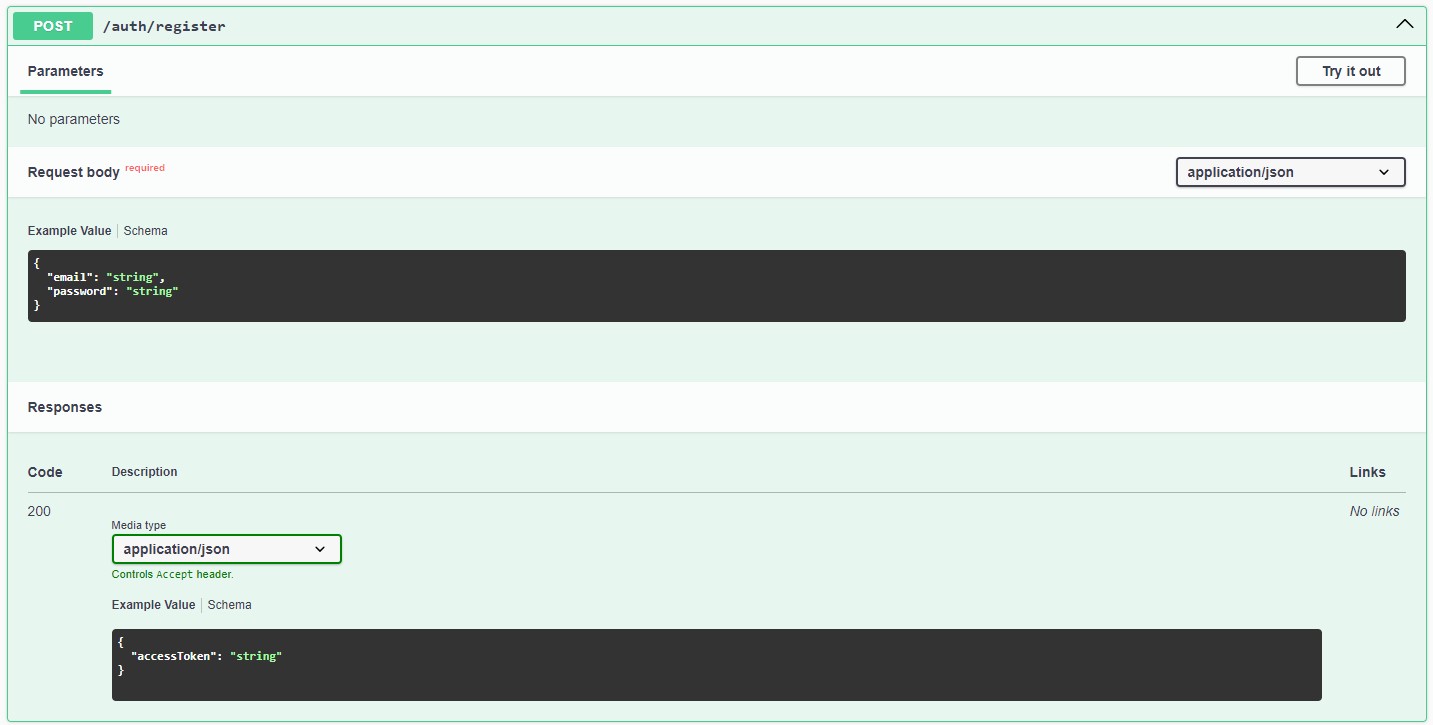 POST /auth/register
Parameters Try it out
No parameters
Request body required application/json
Example Value Schema
{
  "email": "string",
  "password": "string"
}
Responses
Code Description Links
200 No links
Media type
application/json
Controls Accept header.
Example Value Schema
{
  "accessToken": "string"
}